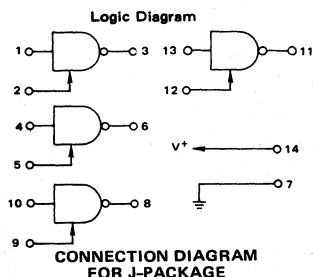 Logic Diagram
1 3 13 11
2 12
4 6
V+ 14
5
7
10 8
9
CONNECTION DIAGRAM
FOR J-PACKAGE